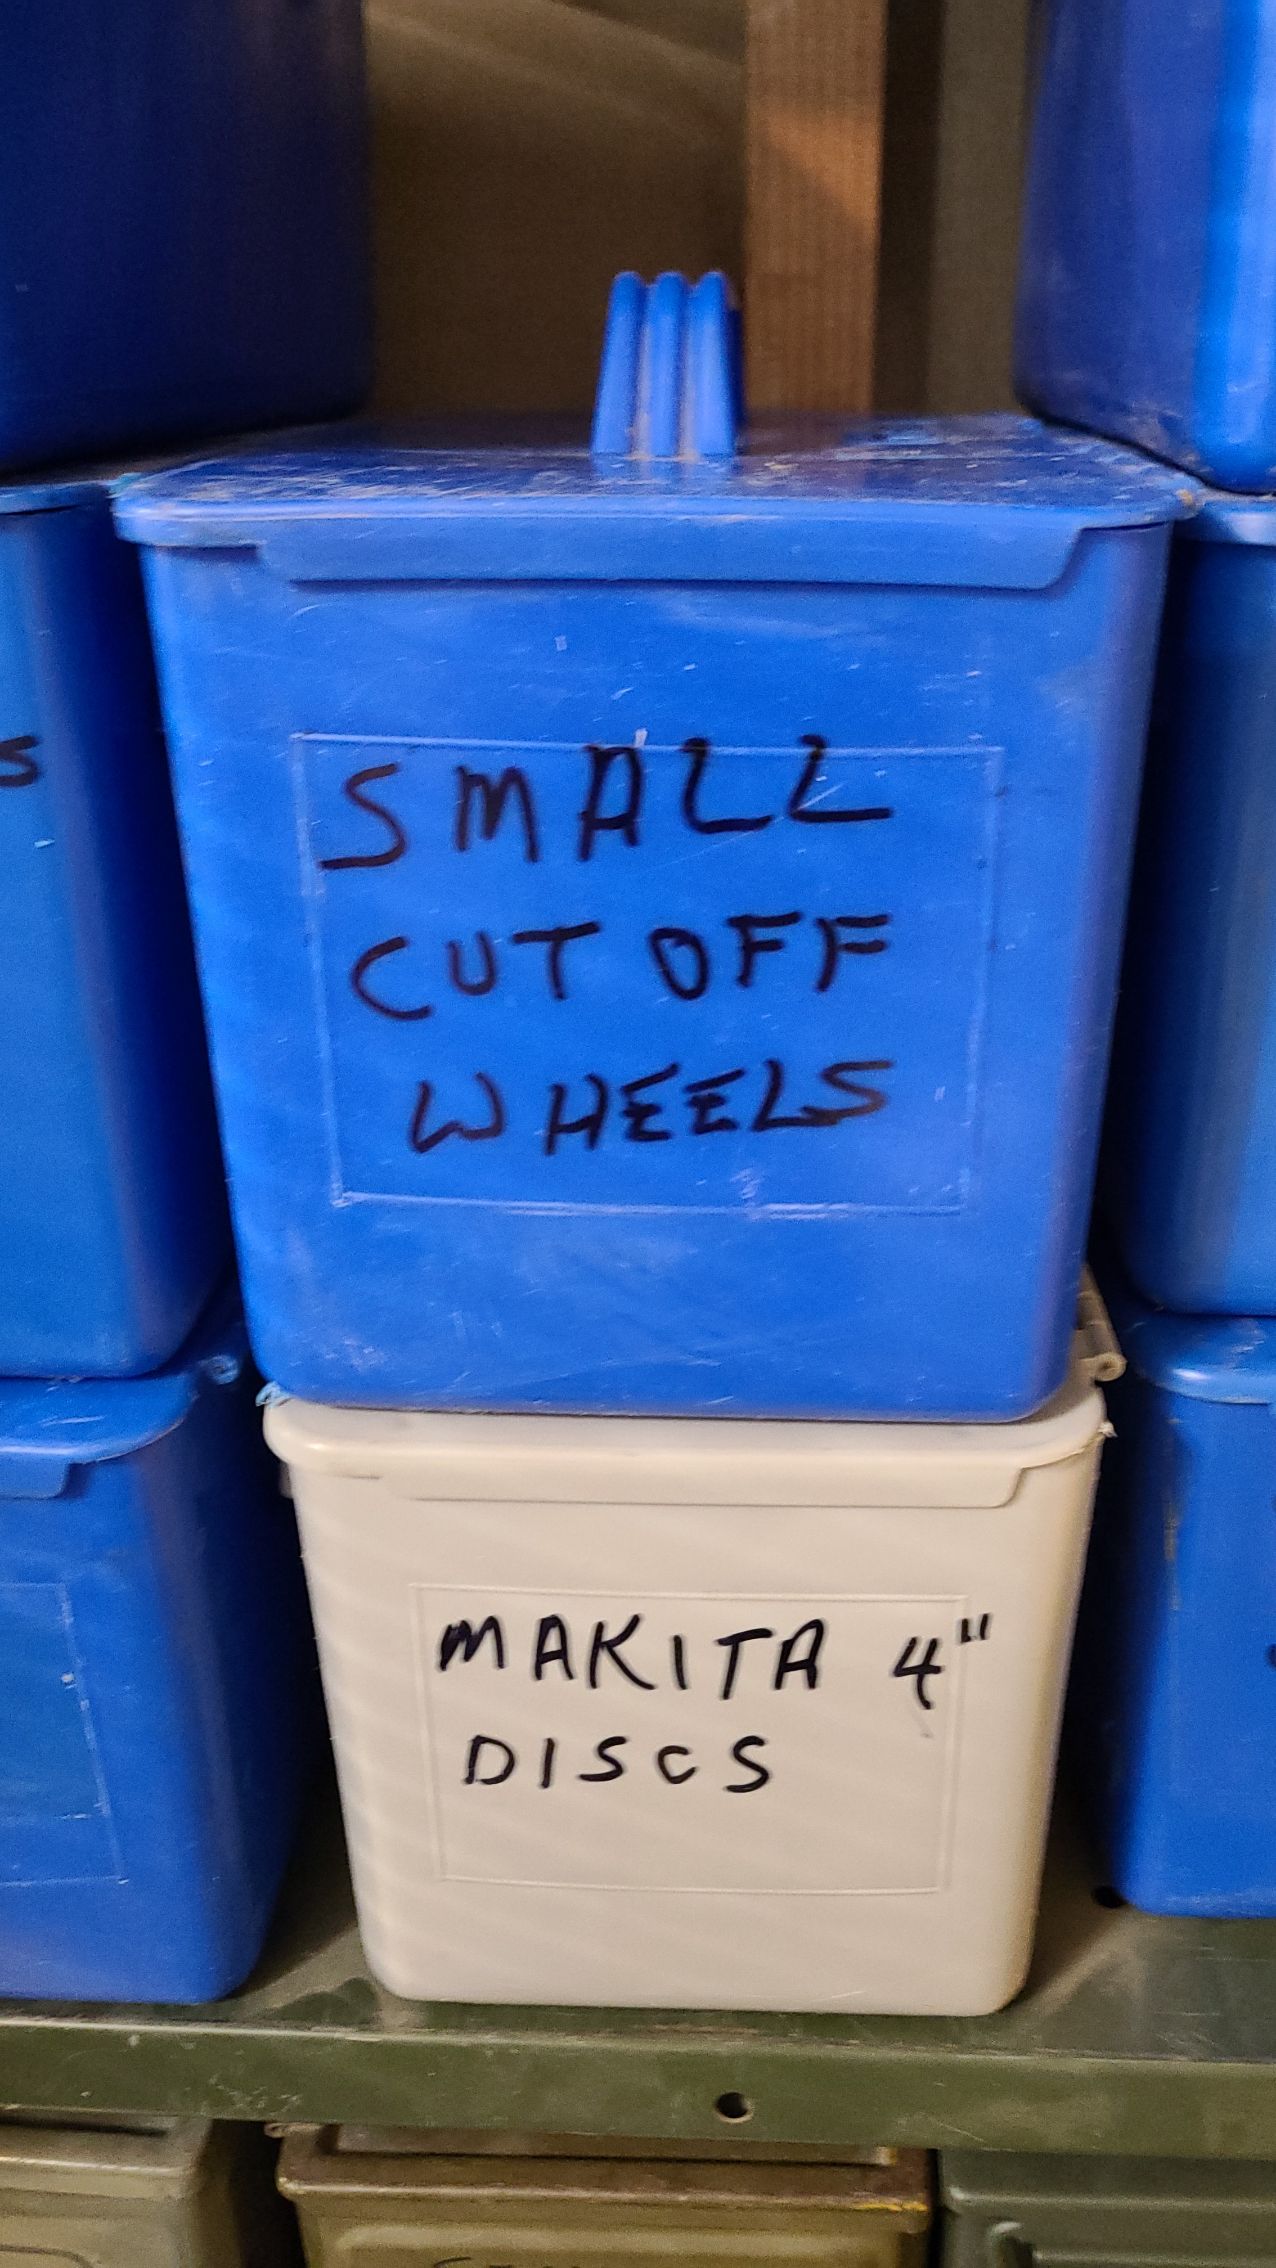 SMALL
CUT OFF
WHEELS
MAKITA 4"
DISCS